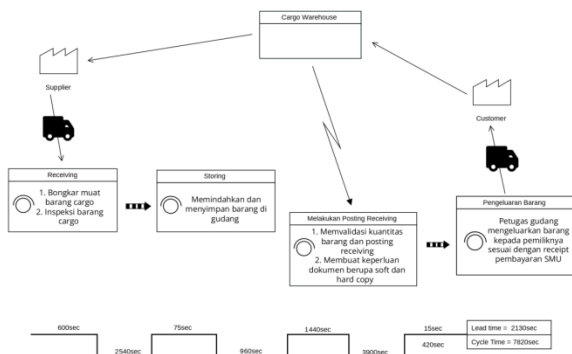 Cargo Warehouse
Supplier
Customer
Receiving
1. Bongkar muat
barang cargo
2. Inspeksi barang
cargo
Storing
Memindahkan dan
menyimpan barang di
gudang
Melakukan Posting Receiving
1. Memvalidasi kuantitas
barang dan posting
receiving
2. Membuat keperluan
dokumen berupa soft dan
hard copy
Pengeluaran Barang
Petugas gudang
mengeluarkan barang
kepada pemiliknya
sesuai dengan receipt
pembayaran SMU
600sec
2540sec
75sec
960sec
1440sec
3900sec
15sec
420sec
Lead time = 2130sec
Cycle Time = 7820sec